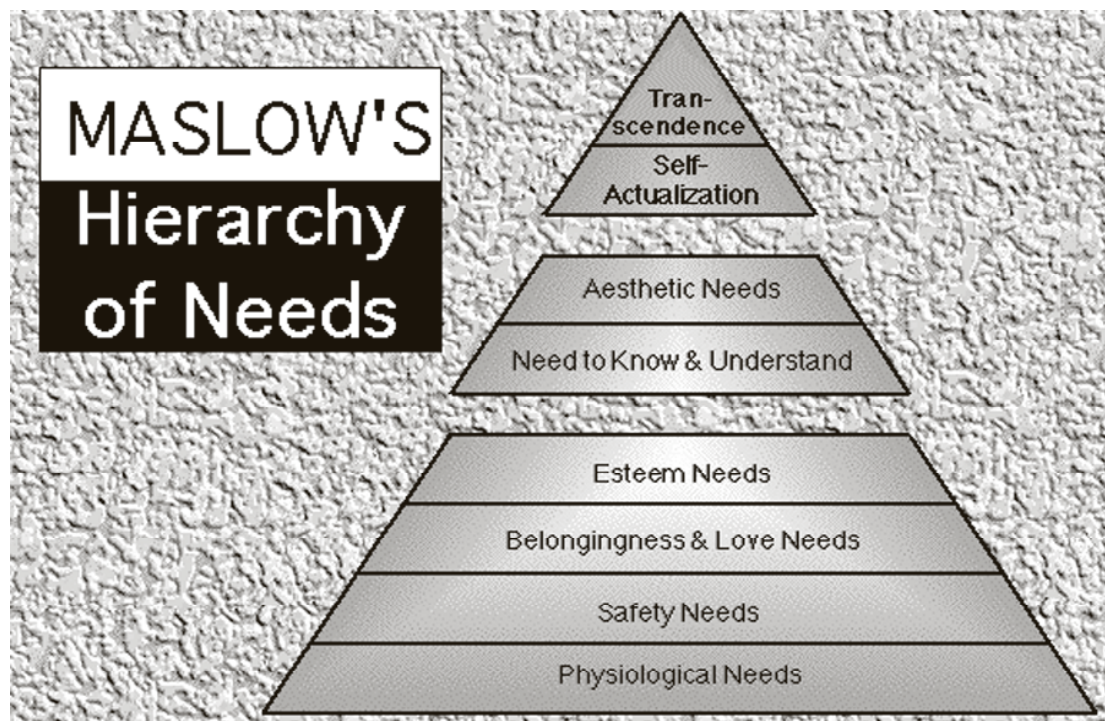 MASLOW'S
Hierarchy
of Needs
Tran-
scendence
Self-
Actualization
Aesthetic Needs
Need to Know & Understand
Esteem Needs
Belongingness & Love Needs
Safety Needs
Physiological Needs